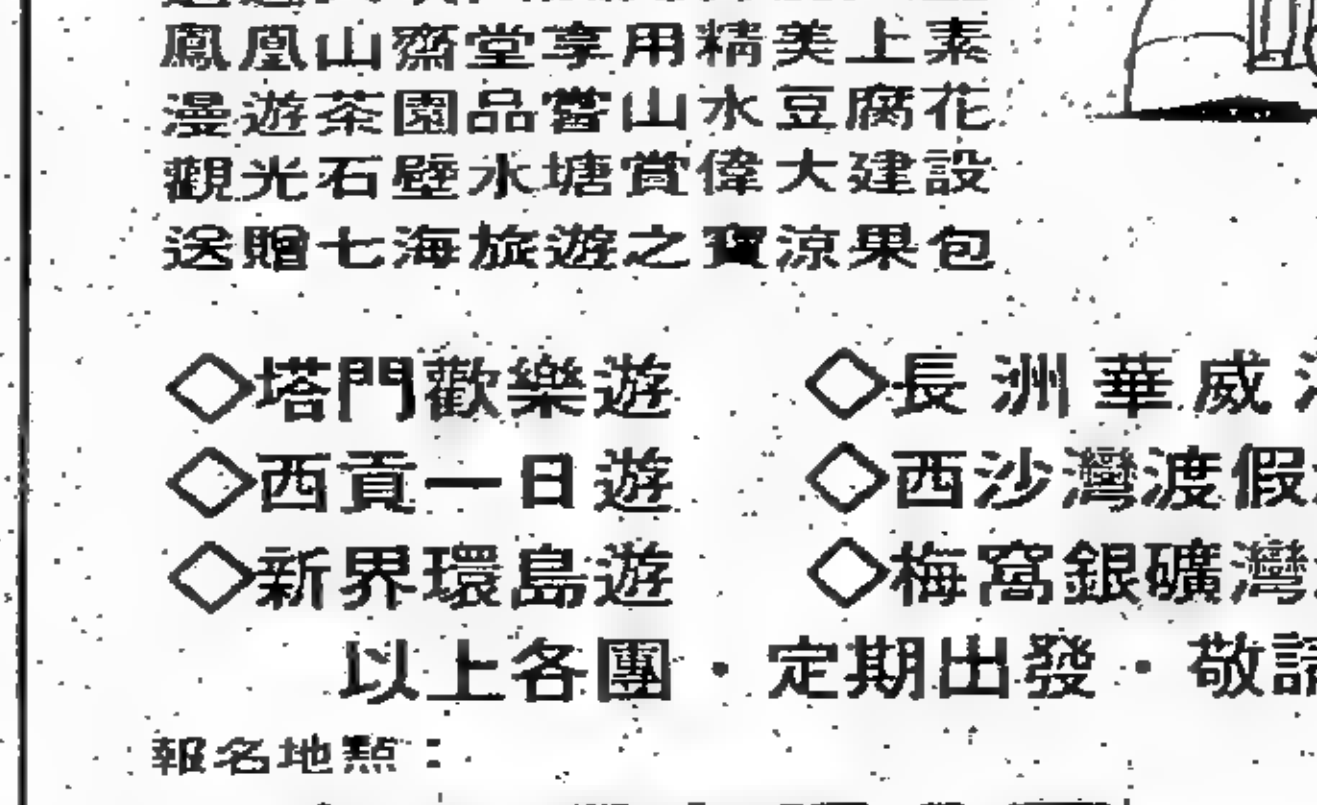 鳳凰山齋堂享用精美上素
漫遊茶園品嘗山水豆腐花
觀光石壁水塘賞偉大建設
送贈七海旅遊之寶涼果包
◇塔門歡樂遊 ◇長洲華威
◇西貢一日遊 ◇西沙灣渡假
◇新界環島遊 ◇梅窩銀礦灣
以上各團・定期出發・敬請
報名地點：